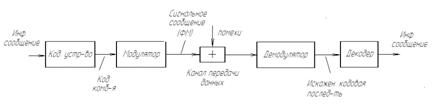 Инф.
сообщение
Код. устр-во
Код.
комб-я
Модулятор
Сигнальное
сообщение
(ФМ)
помехи
+
Канал передачи
данных
Демодулятор
Искажен. кодовая
послед-ть
Декодер
Инф.
сообщение